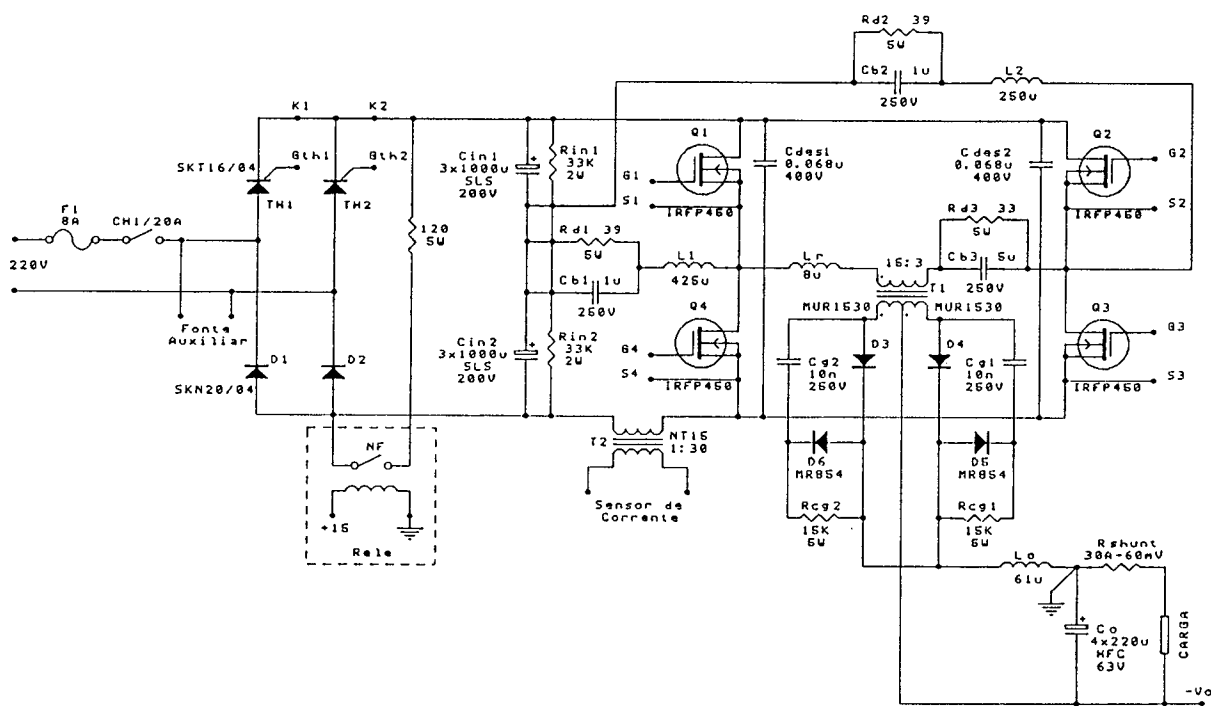 Rd2 39
5W
Cb2 1u
250V
L2
250u
K1
K2
SKT16/04
Gth1
Gth2
TH1
TH2
F1
8A
CH1/20A
220V
Fonte
Auxiliar
120
5W
Cin1
3x1000u
SLS
200V
Rin1
33K
2W
Rd1 39
5W
Cb1 1u
250V
L1
425u
Cin2
3x1000u
SLS
200V
Rin2
33K
2W
Q1
G1
S1
IRFP460
Cdes1
0.068u
400V
Cdes2
0.068u
400V
Q2
G2
S2
IRFP460
Rd3 33
5W
Cb3 5u
250V
Lr
8u
16:3
T1
MUR1530
MUR1530
Q4
G4
S4
IRFP460
Q3
G3
S3
IRFP460
D1
D2
SKN20/04
NF
+15
Rele
T2
NT15
1:30
Sensor de
Corrente
Cg2
10n
250V
D3
D4
Cg1
10n
250V
D6
MR854
D5
MR854
Rcg2
15K
5W
Rcg1
15K
5W
Lo
61u
Rshunt
30A-60mV
Co
4x220u
HFC
63V
CARGA
-Vo